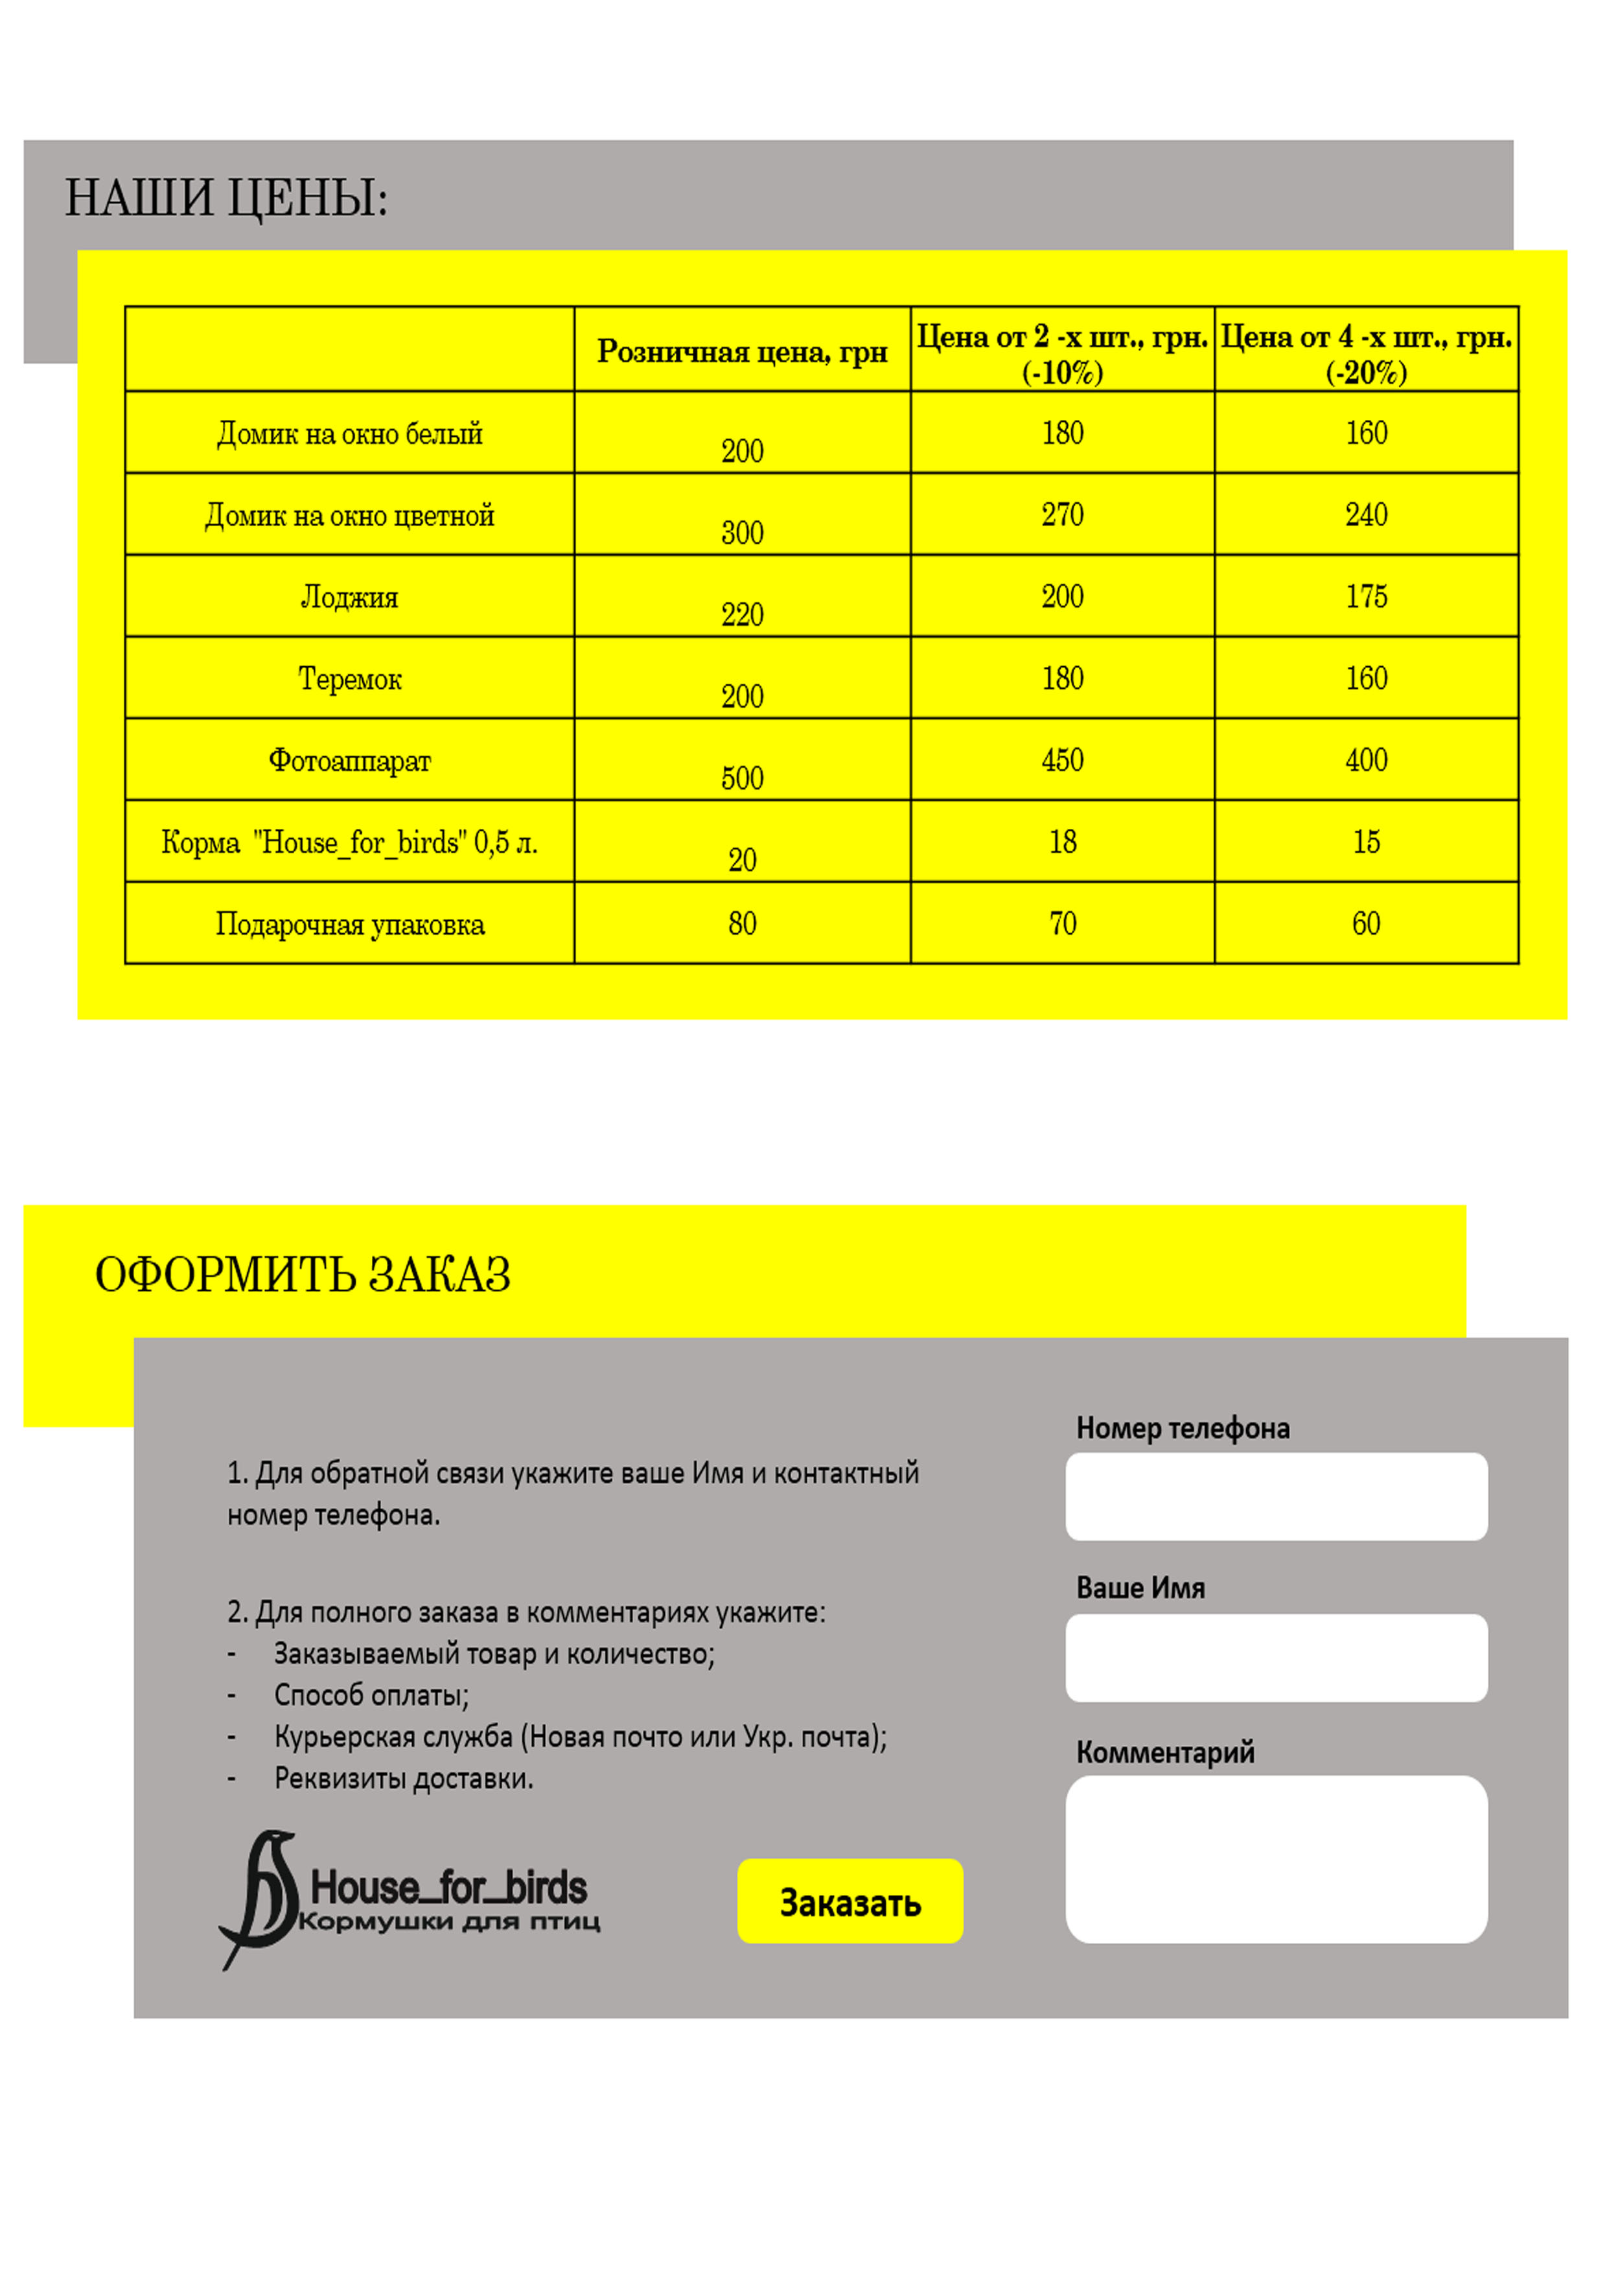 НАШИ ЦЕНЫ:
Розничная цена, грн
Цена от 2 -х шт., грн.
(-10%)
Цена от 4 -х шт., грн.
(-20%)
Домик на окно белый 200 180 160
Домик на окно цветной 300 270 240
Лоджия 220 200 175
Теремок 200 180 160
Фотоаппарат 500 450 400
Корма "House_for_birds" 0,5 л. 20 18 15
Подарочная упаковка 80 70 60
ОФОРМИТЬ ЗАКАЗ
1. Для обратной связи укажите ваше Имя и контактный
номер телефона.
2. Для полного заказа в комментариях укажите:
- Заказываемый товар и количество;
- Способ оплаты;
- Курьерская служба (Новая почто или Укр. почта);
- Реквизиты доставки.
House_for_birds
Кормушки для птиц
Заказать
Номер телефона
Ваше Имя
Комментарий